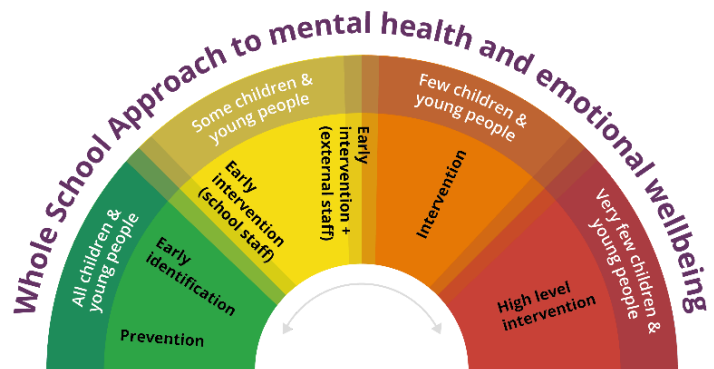 Whole School Approach to mental health and emotional wellbeing
All children &
young people
Some children &
young people
Few children &
young people
Very few children &
young people
Prevention
Early
identification
Early
intervention
(school staff)
Early
intervention +
(external staff)
Intervention
High level
intervention